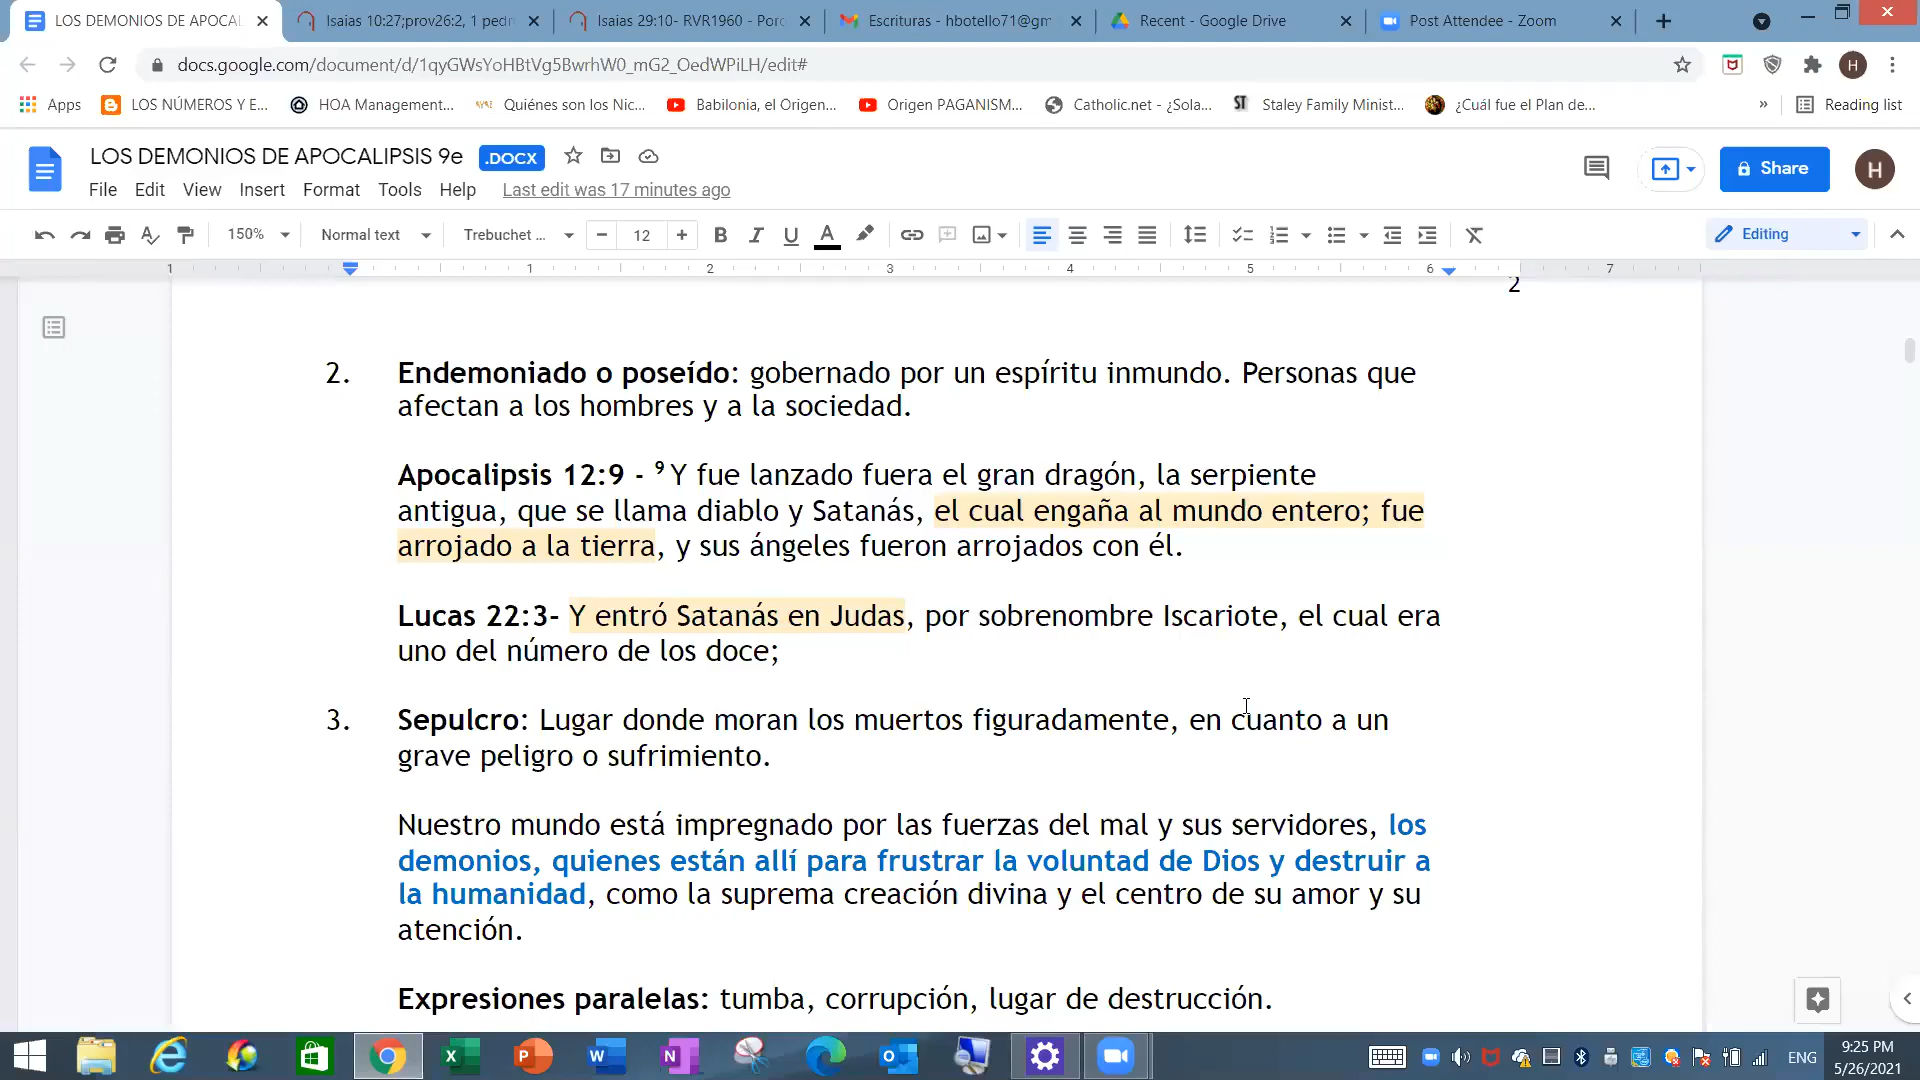 LOS DEMONIOS DE APOCAL
Isaias 10:27;prov26:2, 1 pedr
Isaias 29:10- RVR1960 - Porq
Escrituras - hbotello71@gm
Recent - Google Drive
Post Attendee - Zoom
docs.google.com/document/d/1qyGWsYoHBtVg5BwrhW0_mG2_OedWPiLH/edit#
H
Apps
LOS NÚMEROS Y E...
HOA Management...
Quiénes son los Nic...
Babilonia, el Origen...
Origen PAGANISM...
Catholic.net - ¿Sola...
ST Staley Family Minist...
¿Cuál fue el Plan de...
»
Reading list
LOS DEMONIOS DE APOCALIPSIS 9e
.DOCX
File Edit View Insert Format Tools Help
Last edit was 17 minutes ago
Share
H
150%
Normal text
Trebuchet ...
12
B I U A
Editing
1 1 2 3 4 5 6 7
2
2. Endemoniado o poseído: gobernado por un espíritu inmundo. Personas que
afectan a los hombres y a la sociedad.
Apocalipsis 12:9 - 9 Y fue lanzado fuera el gran dragón, la serpiente
antigua, que se llama diablo y Satanás, el cual engaña al mundo entero; fue
arrojado a la tierra, y sus ángeles fueron arrojados con él.
Lucas 22:3- Y entró Satanás en Judas, por sobrenombre Iscariote, el cual era
uno del número de los doce;
3. Sepulcro: Lugar donde moran los muertos figuradamente, en cuanto a un
grave peligro o sufrimiento.
Nuestro mundo está impregnado por las fuerzas del mal y sus servidores, los
demonios, quienes están allí para frustrar la voluntad de Dios y destruir a
la humanidad, como la suprema creación divina y el centro de su amor y su
atención.
Expresiones paralelas: tumba, corrupción, lugar de destrucción.
ENG
9:25 PM
5/26/2021